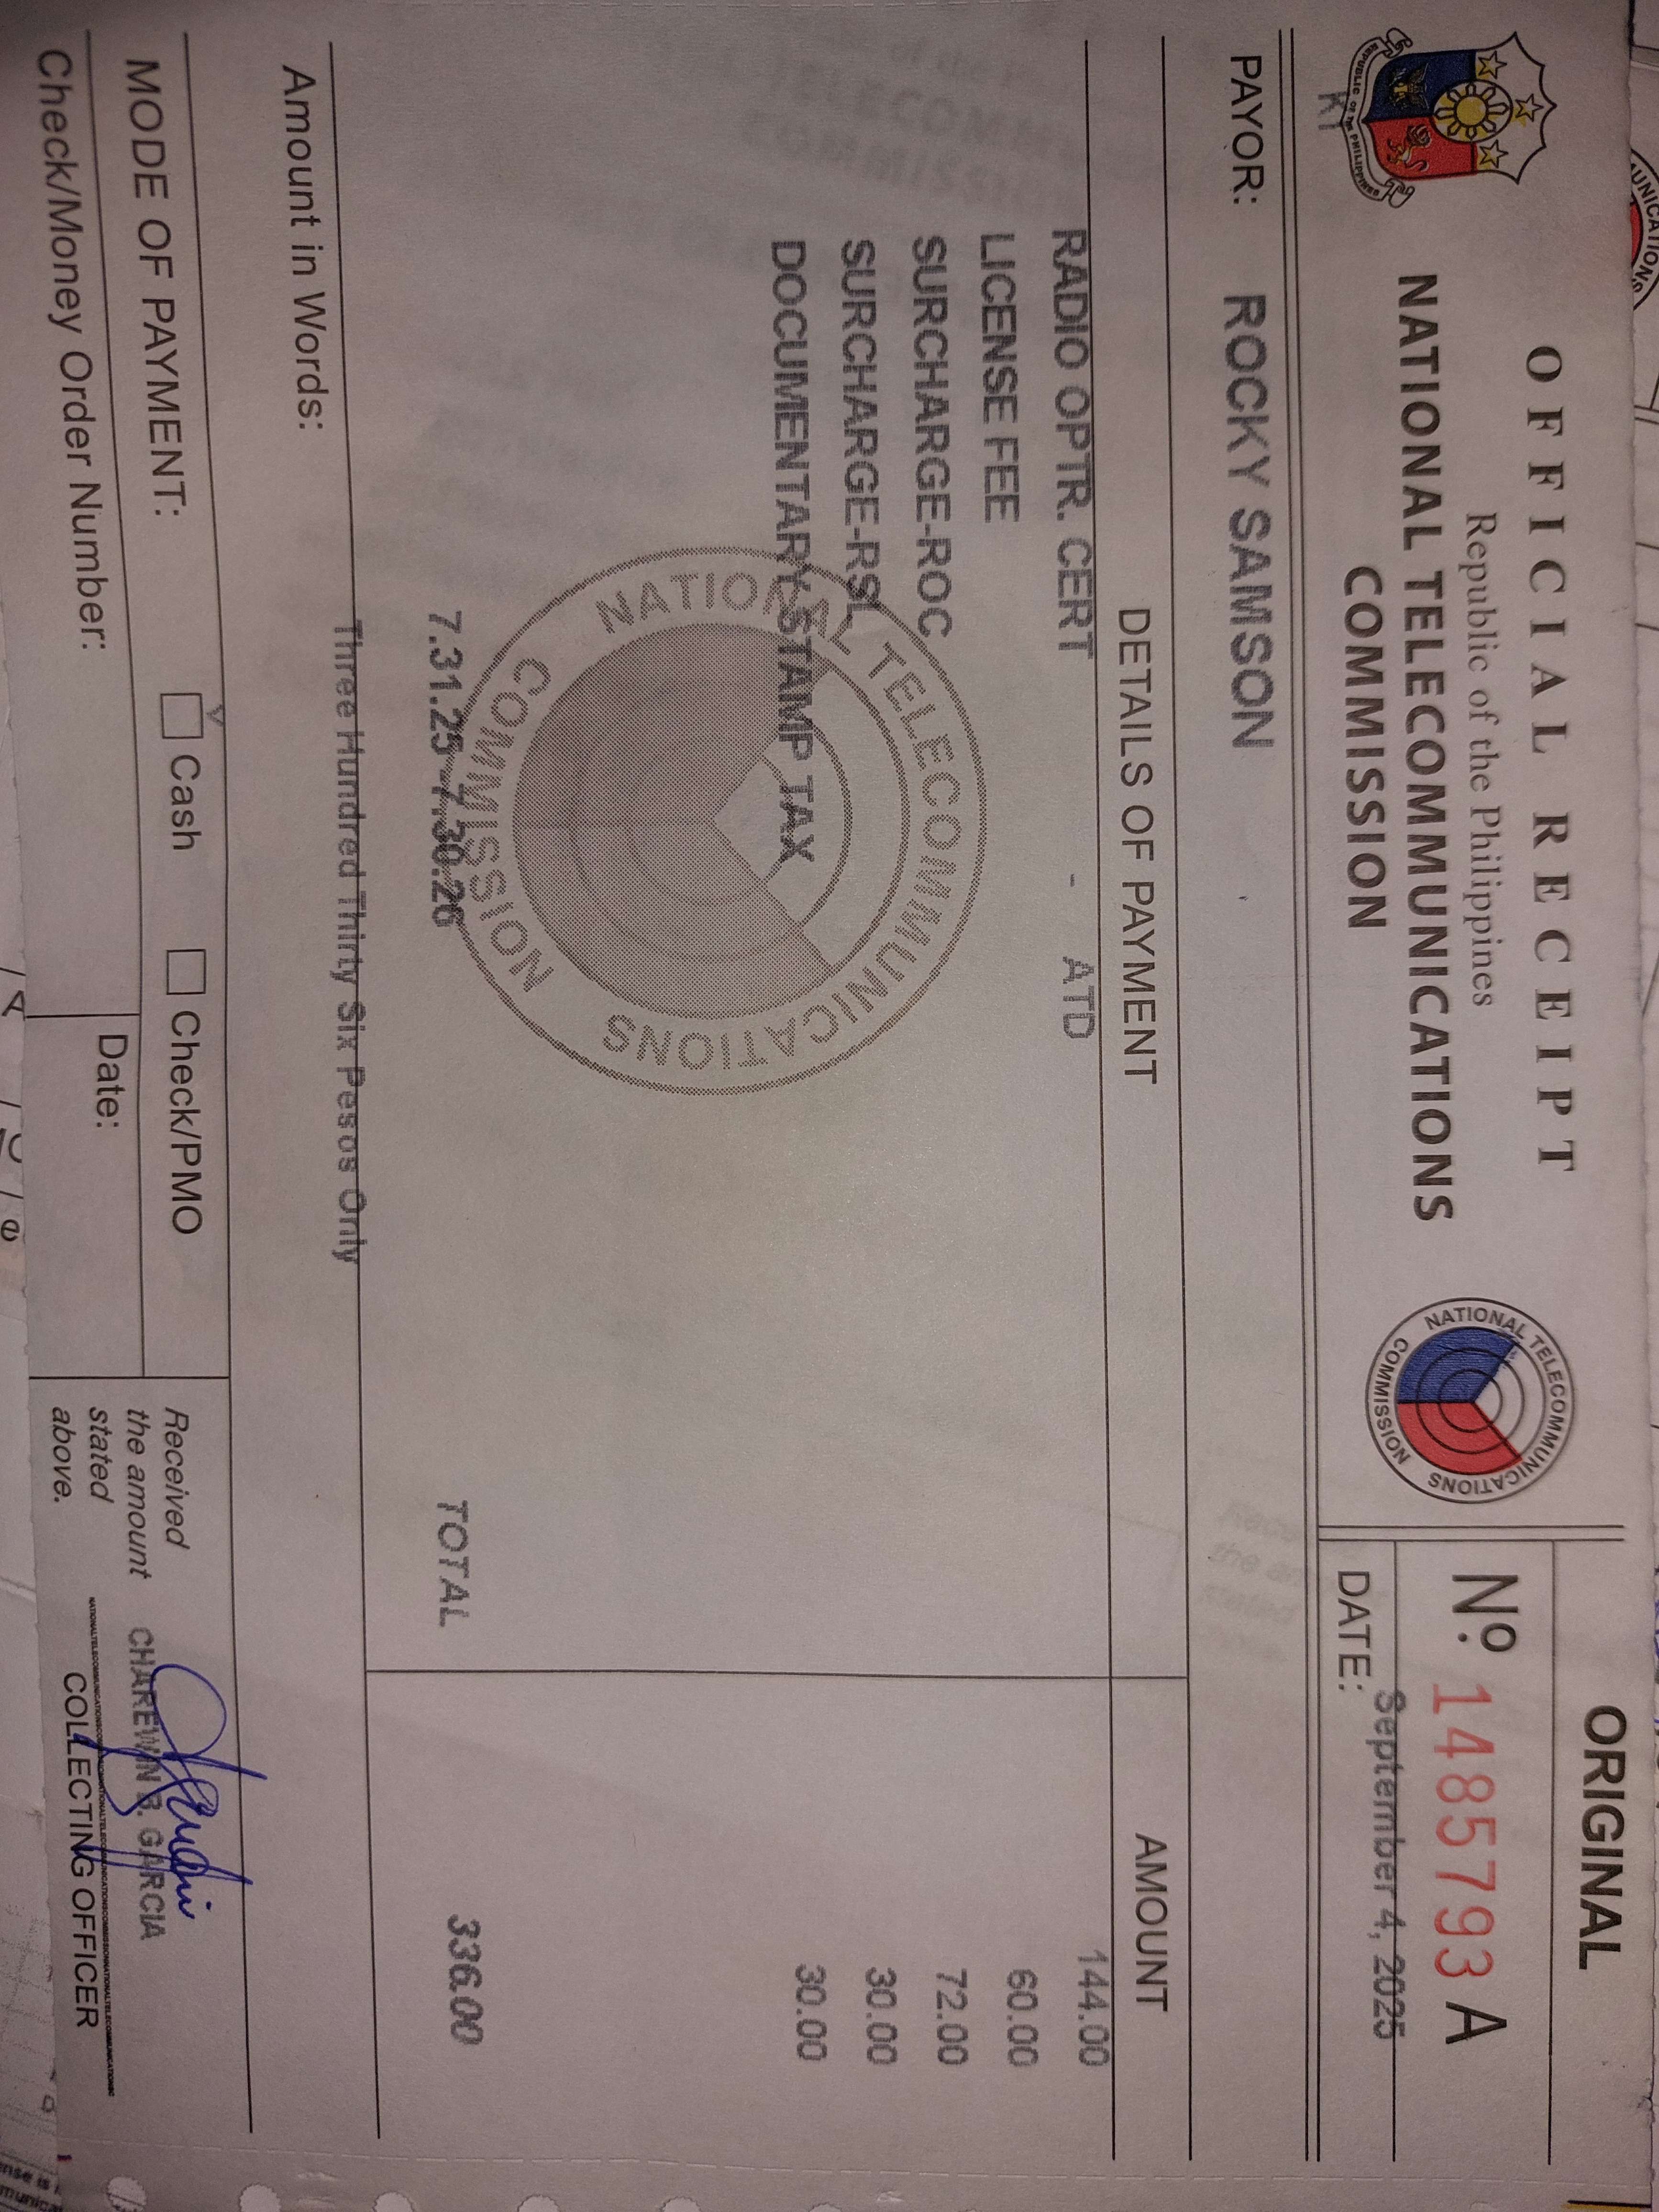 ORIGINAL
OFFICIAL RECEIPT
Republic of the Philippines
NATIONAL TELECOMMUNICATIONS
COMMISSION
REPUBLIC OF THE PHILIPPINES
NATIONAL TELECOMMUNICATIONS COMMISSION
Nº. 1485793 A
September 4, 2025
DATE:
PAYOR: ROCKY SAMSON
DETAILS OF PAYMENT AMOUNT
RADIO OPTR. CERT - ATD 144.00
LICENSE FEE 60.00
SURCHARGE-ROC 72.00
SURCHARGE-RSL 30.00
DOCUMENTARY STAMP TAX 30.00
NATIONAL TELECOMMUNICATIONS COMMISSION
7.31.25-7.30.26 TOTAL 336.00
Three Hundred Thirty Six Pesos Only
Amount in Words:
MODE OF PAYMENT: Cash Check/PMO
Check/Money Order Number: Date:
Received
the amount
stated
above.
CHAREWIN B. GARCIA
COLLECTING OFFICER